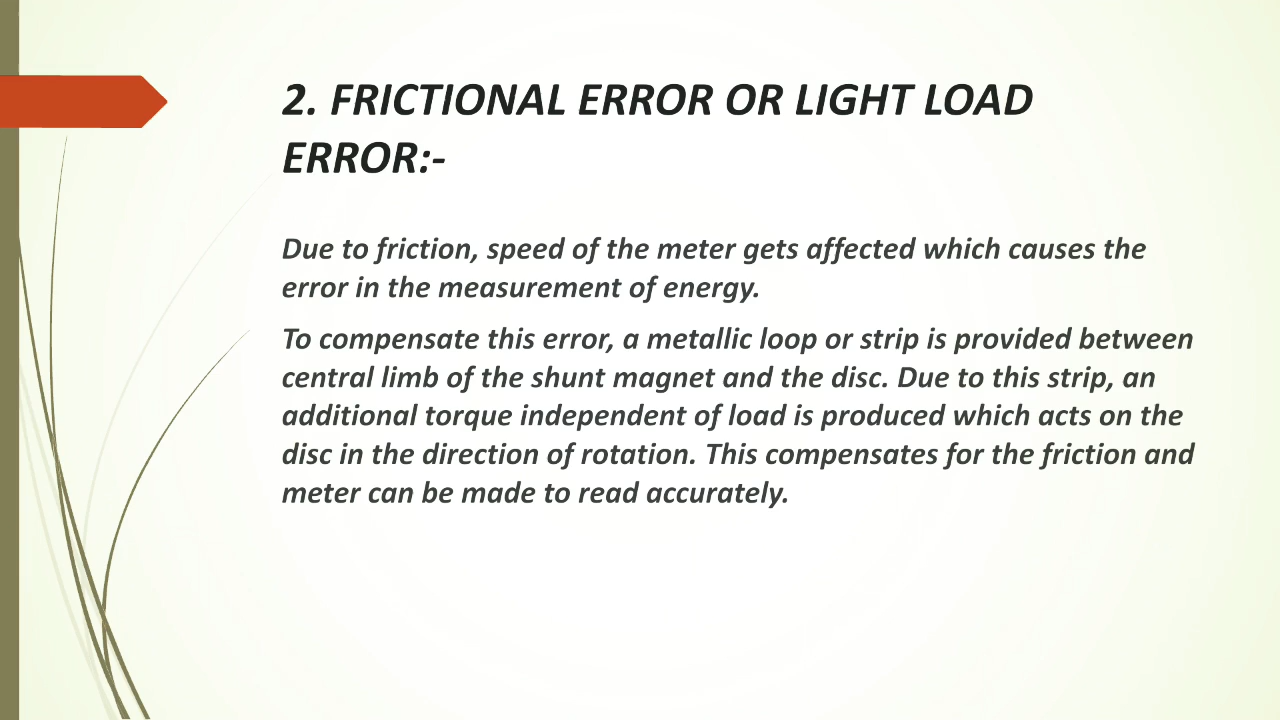 2. FRICTIONAL ERROR OR LIGHT LOAD
ERROR:-
Due to friction, speed of the meter gets affected which causes the
error in the measurement of energy.
To compensate this error, a metallic loop or strip is provided between
central limb of the shunt magnet and the disc. Due to this strip, an
additional torque independent of load is produced which acts on the
disc in the direction of rotation. This compensates for the friction and
meter can be made to read accurately.